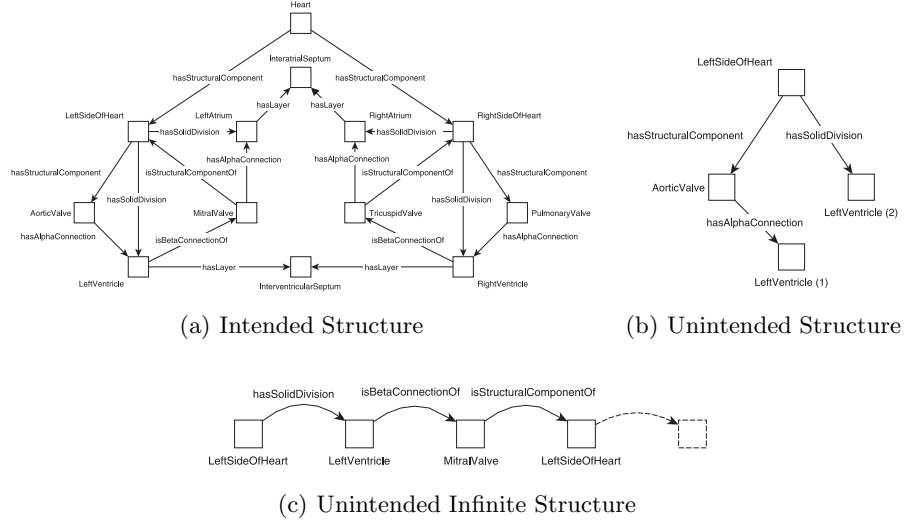 Heart
InteratrialSeptum
hasStructuralComponent
hasStructuralComponent
hasLayer
hasLayer
LeftSideOfHeart
LeftAtrium
RightAtrium
RightSideOfHeart
hasSolidDivision
hasSolidDivision
hasAlphaConnection
hasAlphaConnection
hasStructuralComponent
isStructuralComponentOf
isStructuralComponentOf
hasStructuralComponent
hasSolidDivision
hasSolidDivision
AorticValve
MitralValve
TricuspidValve
PulmonaryValve
hasAlphaConnection
isBetaConnectionOf
isBetaConnectionOf
hasAlphaConnection
hasLayer
hasLayer
LeftVentricle
InterventricularSeptum
RightVentricle
(a) Intended Structure
LeftSideOfHeart
hasStructuralComponent
hasSolidDivision
AorticValve
LeftVentricle (2)
hasAlphaConnection
LeftVentricle (1)
(b) Unintended Structure
hasSolidDivision
isBetaConnectionOf
isStructuralComponentOf
LeftSideOfHeart
LeftVentricle
MitralValve
LeftSideOfHeart
(c) Unintended Infinite Structure